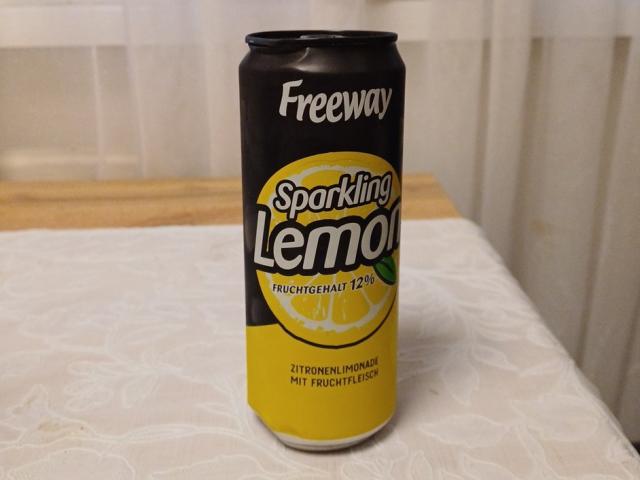 Freeway
Sparkling
Lemon
FRUCHTGEHALT 12%
ZITRONENLIMONADE
MIT FRUCHTFLEISCH